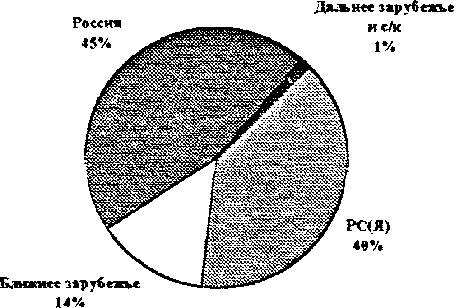 Россия
45%
Дальнее зарубежье
и с/к
1%
РС(Я)
40%
Ближнее зарубежье
14%